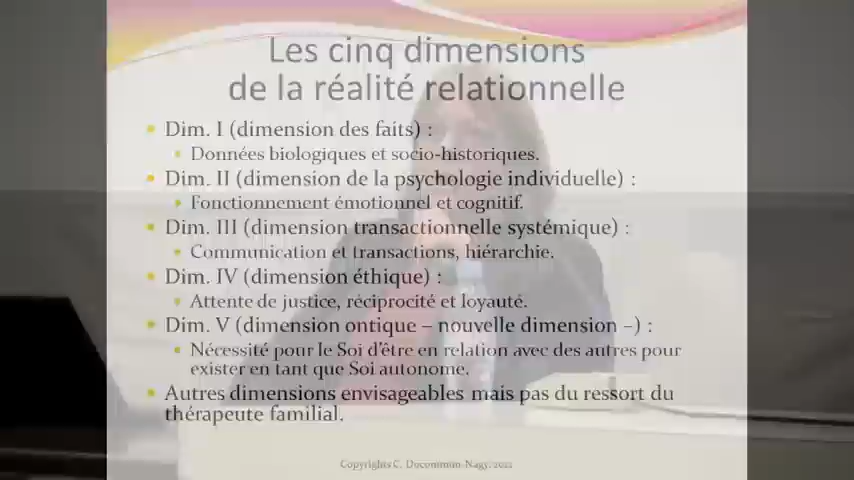 Les cinq dimensions
de la réalité relationnelle
Dim. I (dimension des faits) :
Données biologiques et socio-historiques.
Dim. II (dimension de la psychologie individuelle) :
Fonctionnement émotionnel et cognitif.
Dim. III (dimension transactionnelle systémique) :
Communication et transactions, hiérarchie.
Dim. IV (dimension éthique) :
Attente de justice, réciprocité et loyauté.
Dim. V (dimension ontique – nouvelle dimension –) :
Nécessité pour le Soi d'être en relation avec des autres pour
exister en tant que Soi autonome.
Autres dimensions envisageables mais pas du ressort du
thérapeute familial.
Copyrights C. Ducommun-Nagy,